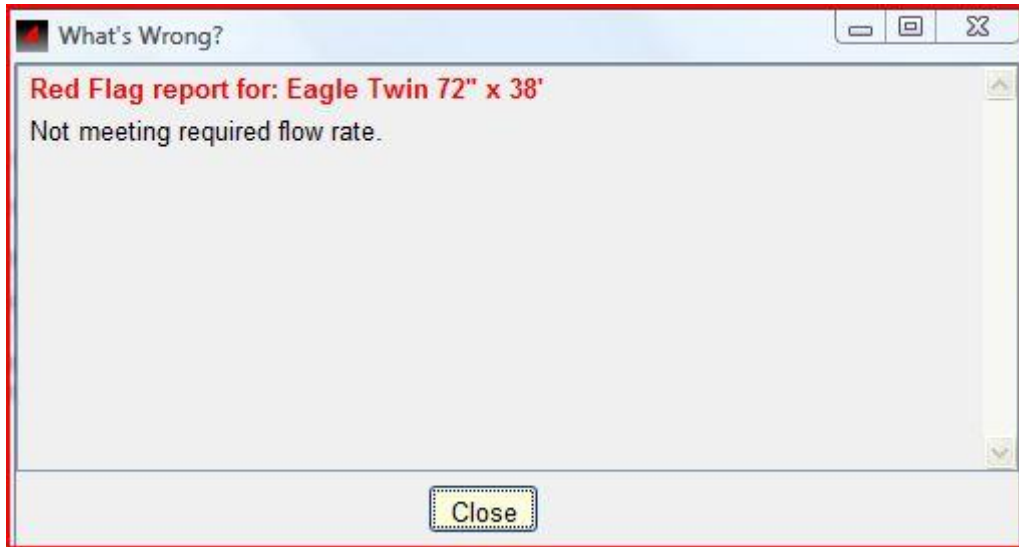 What's Wrong?
Red Flag report for: Eagle Twin 72" x 38'
Not meeting required flow rate.
Close